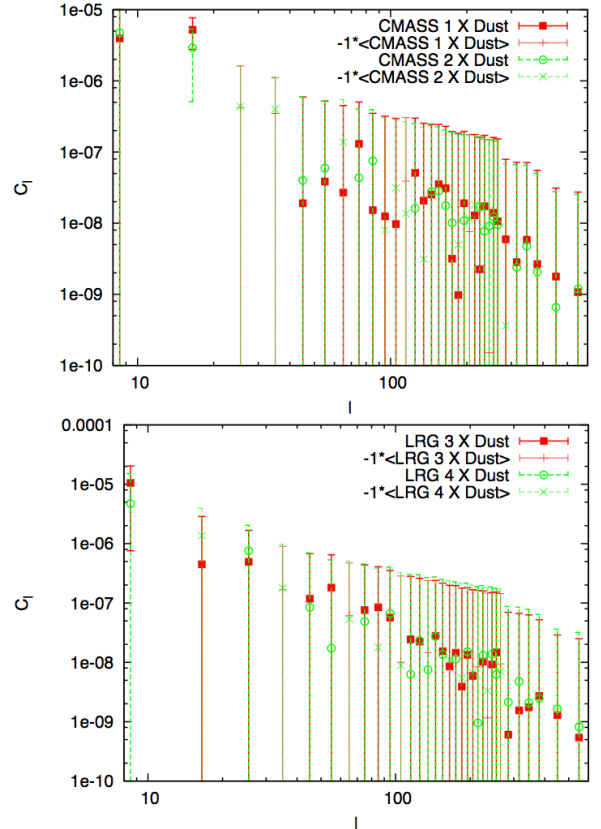 1e-05
1e-06
1e-07
1e-08
1e-09
1e-10
C_l
CMASS 1 X Dust
-1*<CMASS 1 X Dust>
CMASS 2 X Dust
-1*<CMASS 2 X Dust>
10
100
l
0.0001
1e-05
1e-06
1e-07
1e-08
1e-09
1e-10
C_l
LRG 3 X Dust
-1*<LRG 3 X Dust>
LRG 4 X Dust
-1*<LRG 4 X Dust>
10
100
l